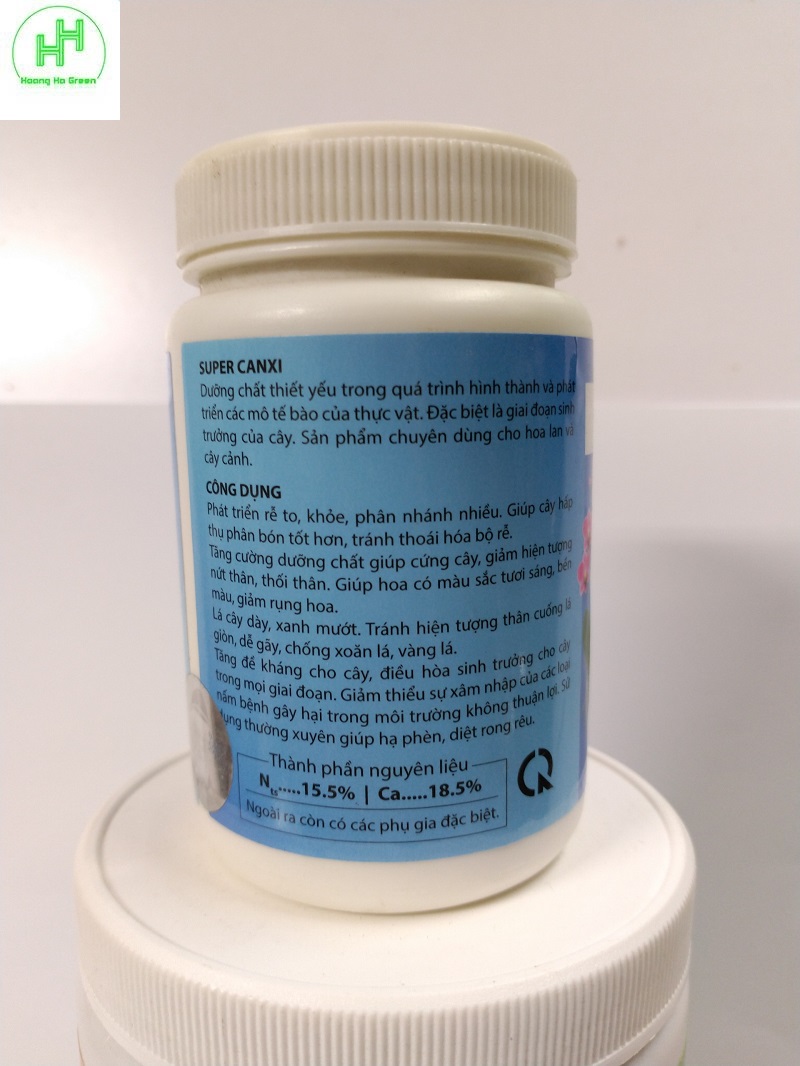 HH
Hoang Ha Green
SUPER CANXI
Dưỡng chất thiết yếu trong quá trình hình thành và phát
triển các mô tế bào của thực vật. Đặc biệt là giai đoạn sinh
trưởng của cây. Sản phẩm chuyên dùng cho hoa lan và
cây cảnh.
CÔNG DỤNG
Phát triển rễ to, khỏe, phân nhánh nhiều. Giúp cây hấp
thụ phân bón tốt hơn, tránh thoái hóa bộ rễ.
Tăng cường dưỡng chất giúp cứng cây, giảm hiện tượng
nứt thân, thối thân. Giúp hoa có màu sắc tươi sáng, bền
màu, giảm rụng hoa.
Lá cây dày, xanh mướt. Tránh hiện tượng thân cuống lá
giòn, dễ gãy, chống xoăn lá, vàng lá.
Tăng đề kháng cho cây, điều hòa sinh trưởng cho cây
trong mọi giai đoạn. Giảm thiểu sự xâm nhập của các loại
nấm bệnh gây hại trong môi trường không thuận lợi. Sử
dụng thường xuyên giúp hạ phèn, diệt rong rêu.
Thành phần nguyên liệu
Nts.....15.5% | Ca.....18.5%
Ngoài ra còn có các phụ gia đặc biệt.